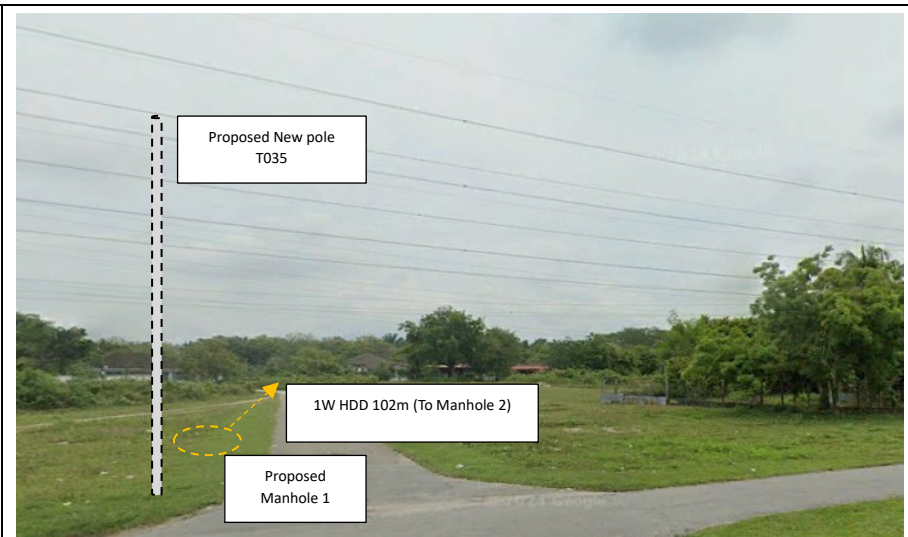 Proposed New pole
T035
1W HDD 102m (To Manhole 2)
Proposed
Manhole 1